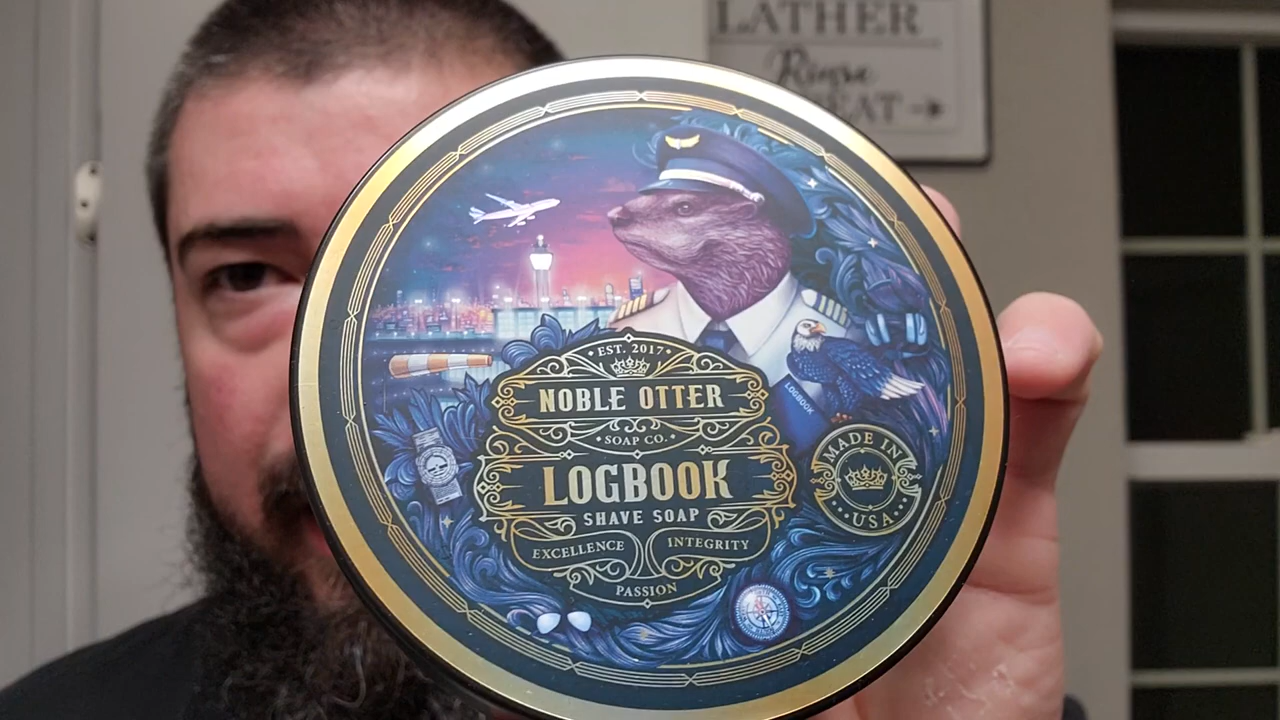 LATHER
Rinse
EST. 2017
NOBLE OTTER
SOAP CO.
LOGBOOK
SHAVE SOAP
EXCELLENCE INTEGRITY
PASSION
LOGBOOK
MADE IN
USA